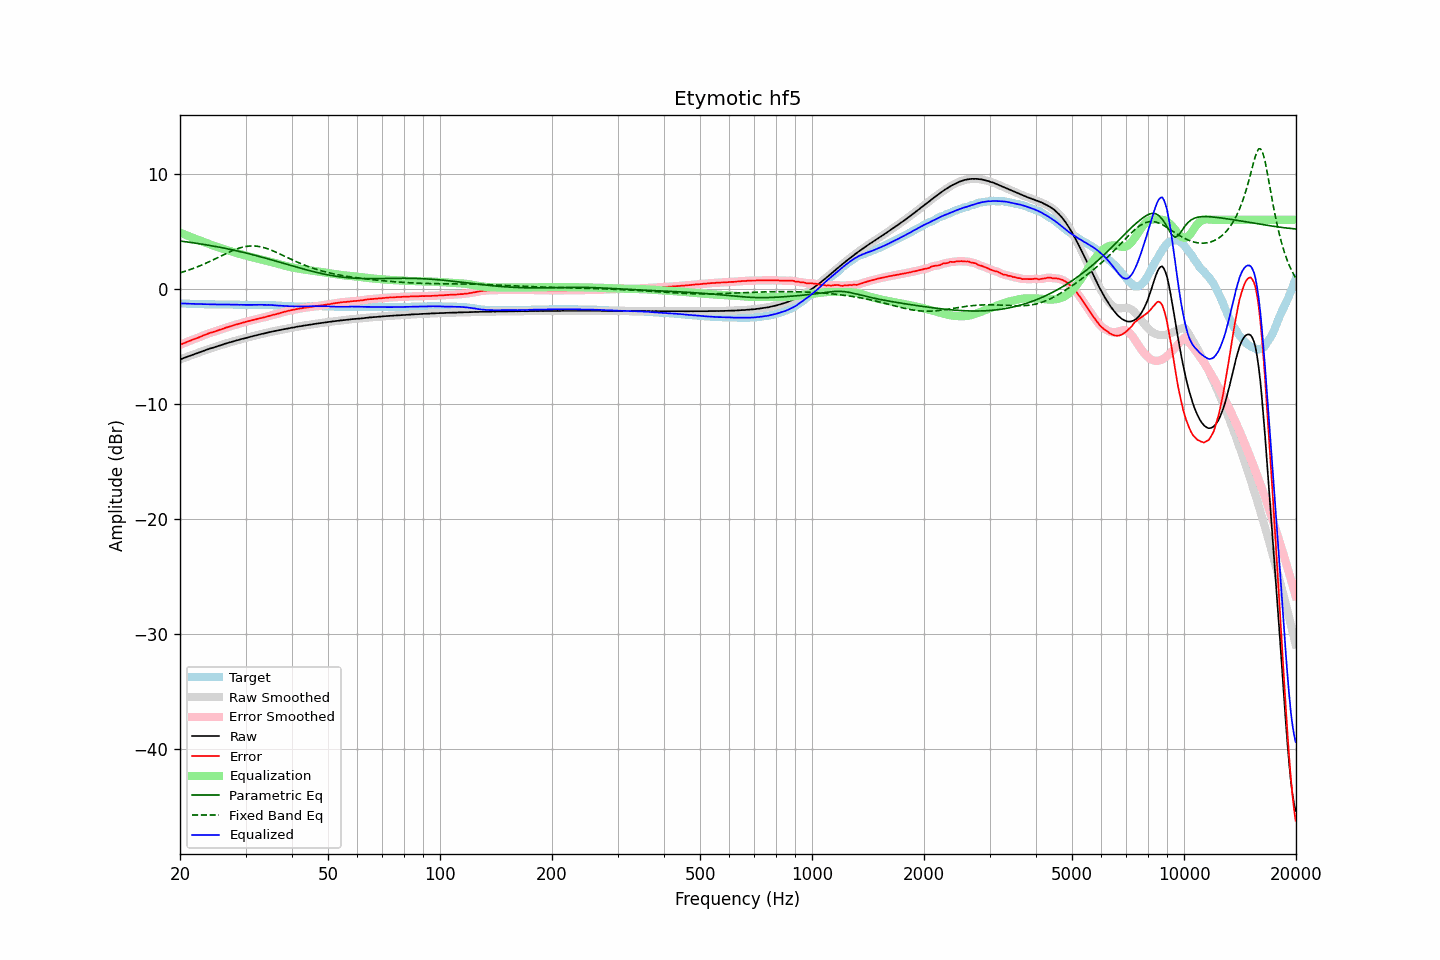 Etymotic hf5
10
0
−10
−20
−30
−40
Amplitude (dBr)
Target
Raw Smoothed
Error Smoothed
Raw
Error
Equalization
Parametric Eq
Fixed Band Eq
Equalized
20 50 100 200 500 1000 2000 5000 10000 20000
Frequency (Hz)